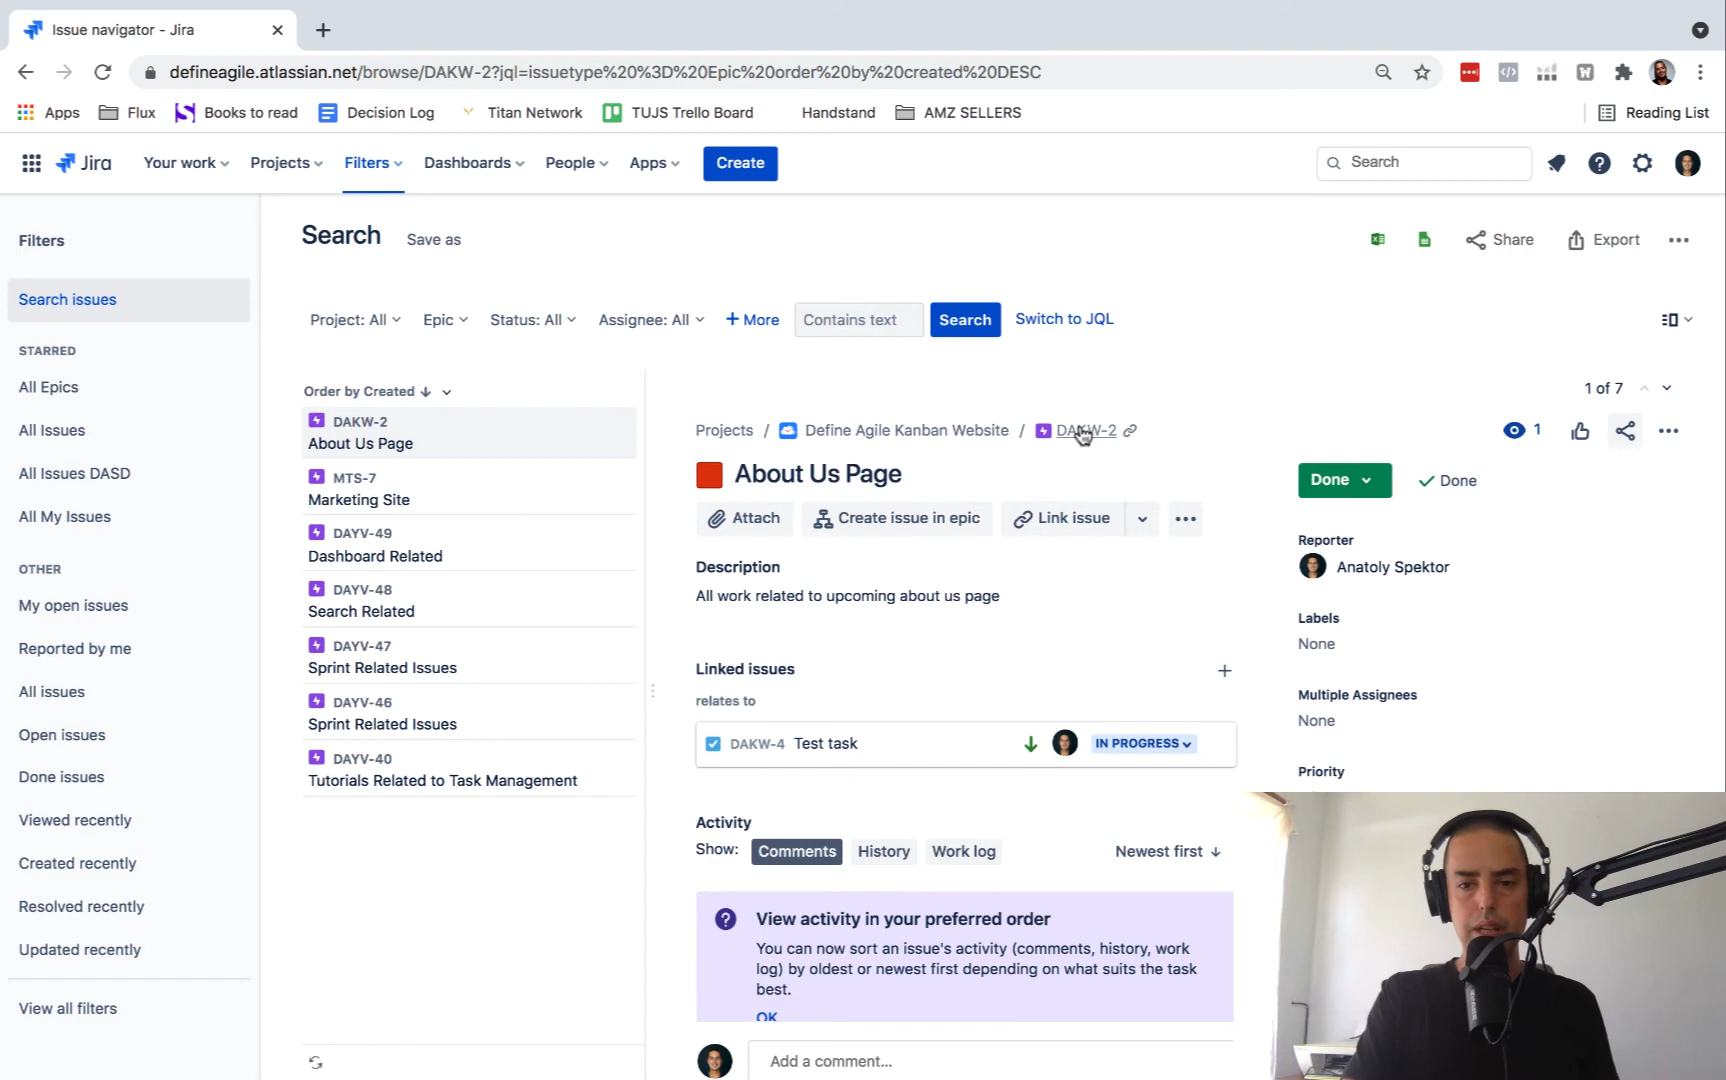 Issue navigator - Jira
defineagile.atlassian.net/browse/DAKW-2?jql=issuetype%20%3D%20Epic%20order%20by%20created%20DESC
Apps Flux Books to read Decision Log Titan Network TUJS Trello Board Handstand AMZ SELLERS Reading List
Jira Your work Projects Filters Dashboards People Apps Create Search
Filters
Search issues
STARRED
All Epics
All Issues
All Issues DASD
All My Issues
OTHER
My open issues
Reported by me
All issues
Open issues
Done issues
Viewed recently
Created recently
Resolved recently
Updated recently
View all filters
Search Save as Share Export
Project: All Epic Status: All Assignee: All + More Contains text Search Switch to JQL
Order by Created
DAKW-2
About Us Page
MTS-7
Marketing Site
DAYV-49
Dashboard Related
DAYV-48
Search Related
DAYV-47
Sprint Related Issues
DAYV-46
Sprint Related Issues
DAYV-40
Tutorials Related to Task Management
1 of 7
Projects / Define Agile Kanban Website / DAKW-2
1
About Us Page
Attach Create issue in epic Link issue
Description
All work related to upcoming about us page
Linked issues
relates to
DAKW-4 Test task IN PROGRESS
Activity
Show: Comments History Work log Newest first
View activity in your preferred order
You can now sort an issue's activity (comments, history, work
log) by oldest or newest first depending on what suits the task
best.
OK
Add a comment...
Done Done
Reporter
Anatoly Spektor
Labels
None
Multiple Assignees
None
Priority